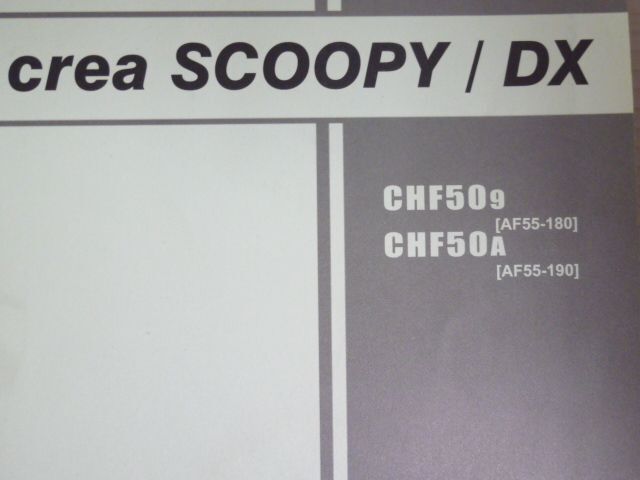 crea SCOOPY / DX
CHF509
[AF55-180]
CHF50A
[AF55-190]